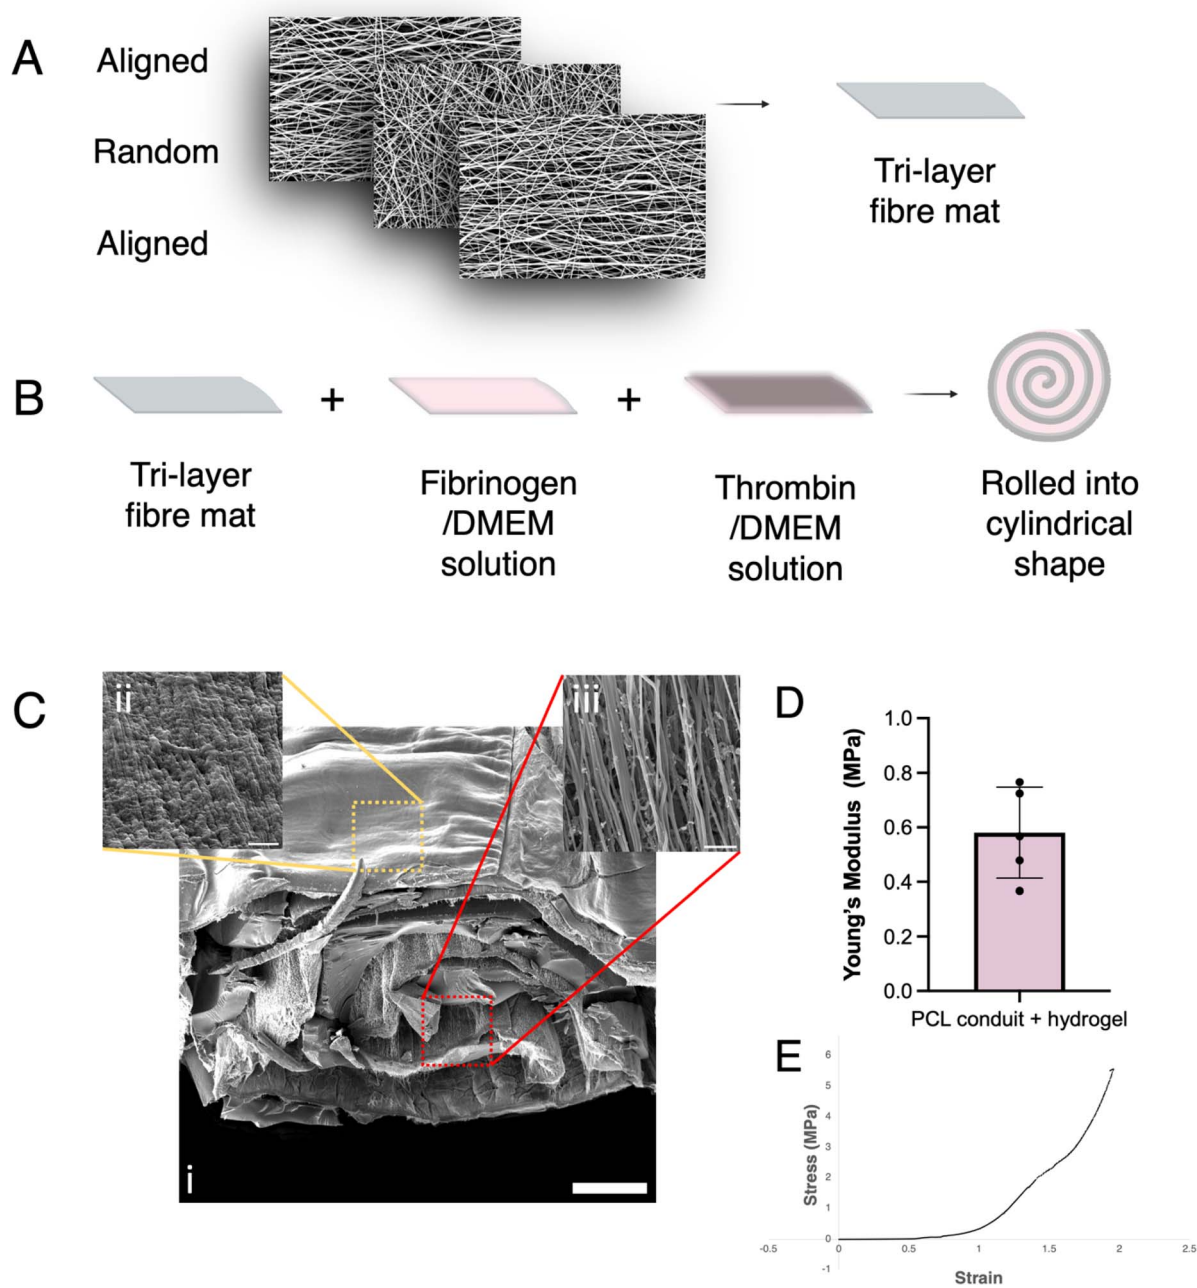 A
Aligned
Random
Aligned
Tri-layer
fibre mat
B
+
+
Tri-layer
fibre mat
Fibrinogen
/DMEM
solution
Thrombin
/DMEM
solution
Rolled into
cylindrical
shape
C
ii
iii
i
D
Young's Modulus (MPa)
1.0
0.8
0.6
0.4
0.2
0.0
PCL conduit + hydrogel
E
Stress (MPa)
6
5
4
3
2
1
0
-1
-0.5
0
0.5
1
1.5
2
2.5
Strain